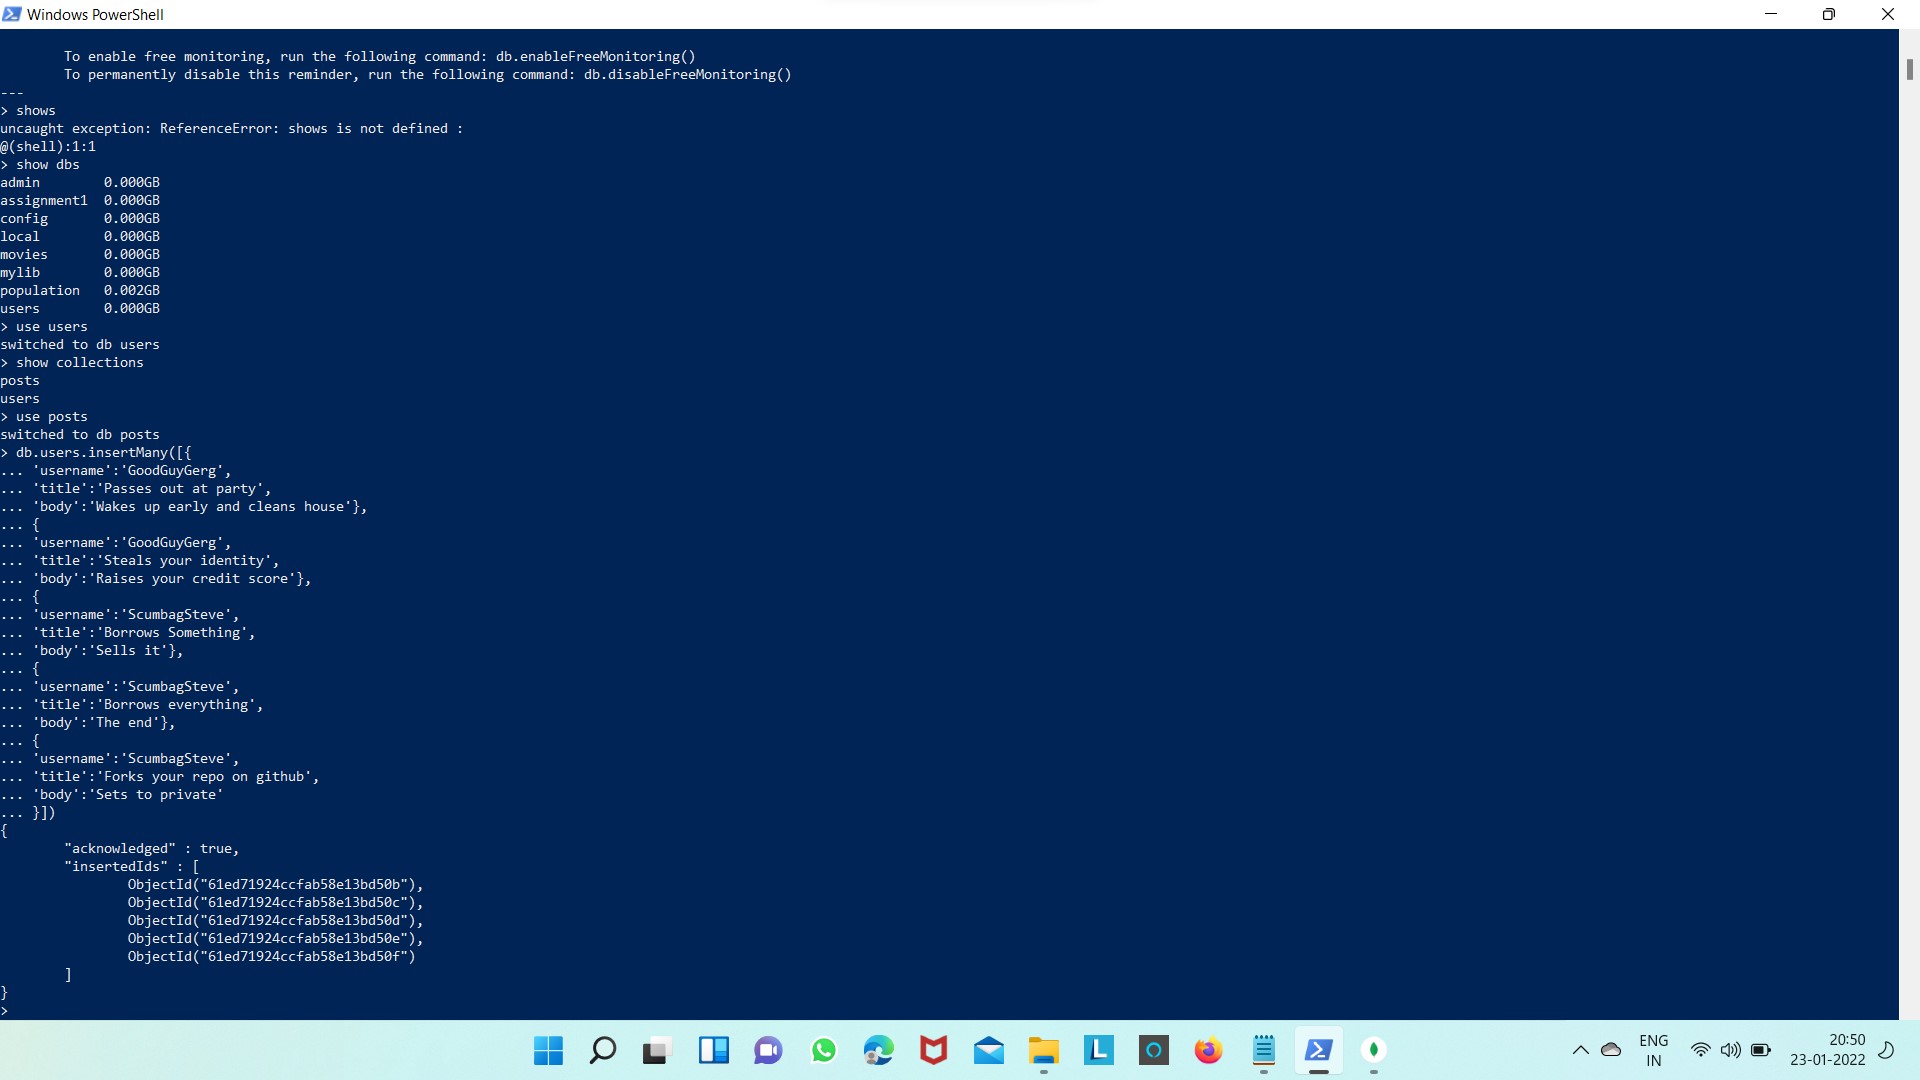 Windows PowerShell
To enable free monitoring, run the following command: db.enableFreeMonitoring()
To permanently disable this reminder, run the following command: db.disableFreeMonitoring()
---
> shows
uncaught exception: ReferenceError: shows is not defined :
@(shell):1:1
> show dbs
admin        0.000GB
assignment1  0.000GB
config       0.000GB
local        0.000GB
movies       0.000GB
mylib        0.000GB
population   0.002GB
users        0.000GB
> use users
switched to db users
> show collections
posts
users
> use posts
switched to db posts
> db.users.insertMany([{
... 'username':'GoodGuyGerg',
... 'title':'Passes out at party',
... 'body':'Wakes up early and cleans house'},
... {
... 'username':'GoodGuyGerg',
... 'title':'Steals your identity',
... 'body':'Raises your credit score'},
... {
... 'username':'ScumbagSteve',
... 'title':'Borrows Something',
... 'body':'Sells it'},
... {
... 'username':'ScumbagSteve',
... 'title':'Borrows everything',
... 'body':'The end'},
... {
... 'username':'ScumbagSteve',
... 'title':'Forks your repo on github',
... 'body':'Sets to private'
... }])
{
"acknowledged" : true,
"insertedIds" : [
ObjectId("61ed71924ccfab58e13bd50b"),
ObjectId("61ed71924ccfab58e13bd50c"),
ObjectId("61ed71924ccfab58e13bd50d"),
ObjectId("61ed71924ccfab58e13bd50e"),
ObjectId("61ed71924ccfab58e13bd50f")
]
}
>
L
ENG
IN
20:50
23-01-2022